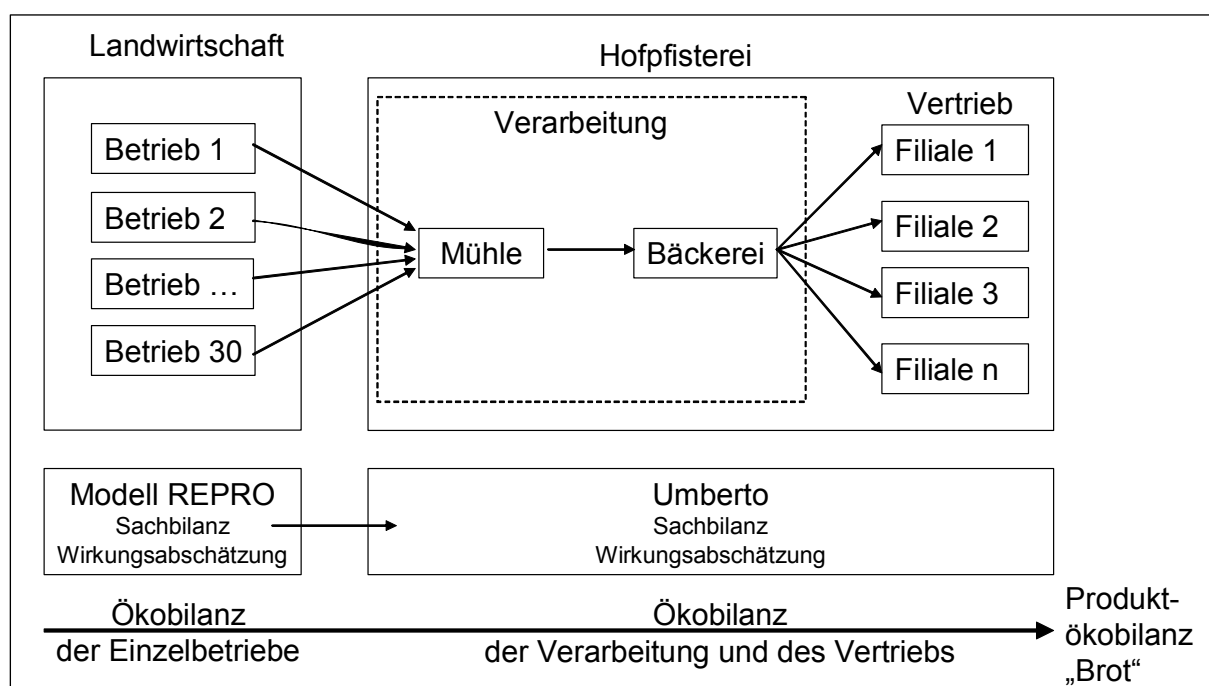 Landwirtschaft
Betrieb 1
Betrieb 2
Betrieb …
Betrieb 30
Hofpfisterei
Verarbeitung
Mühle
Bäckerei
Vertrieb
Filiale 1
Filiale 2
Filiale 3
Filiale n
Modell REPRO
Sachbilanz
Wirkungsabschätzung
Umberto
Sachbilanz
Wirkungsabschätzung
Ökobilanz
der Einzelbetriebe
Ökobilanz
der Verarbeitung und des Vertriebs
Produkt-
ökobilanz
„Brot“